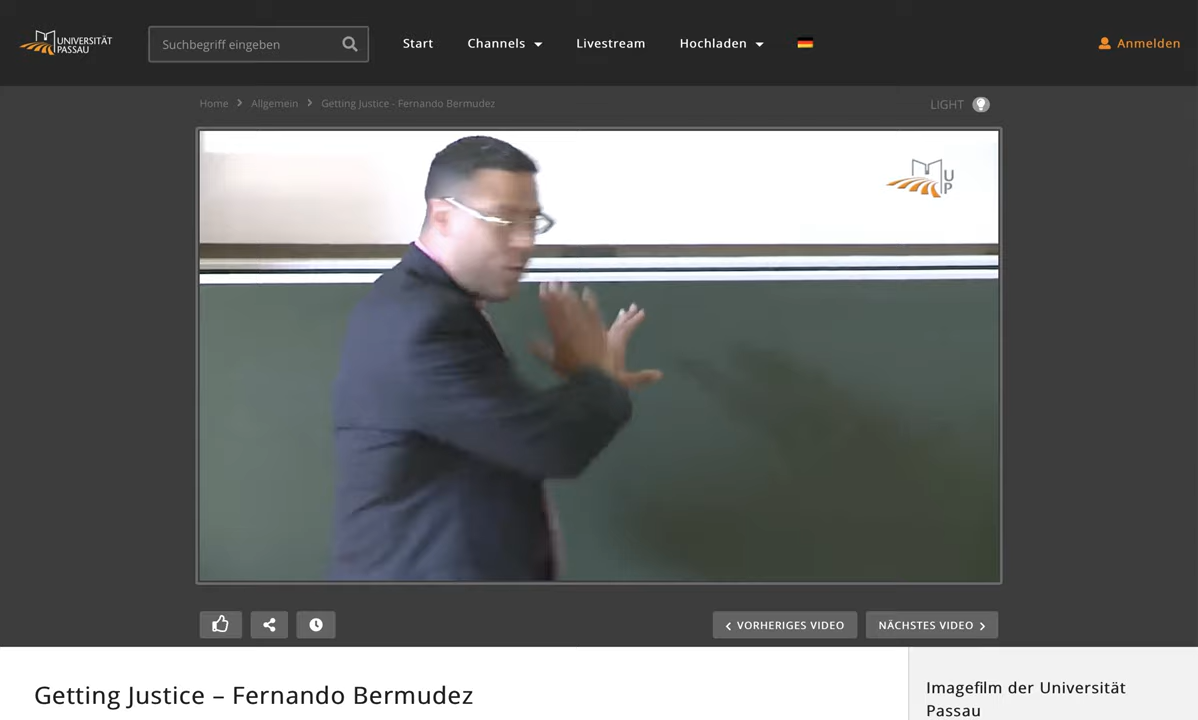 UNIVERSITÄT
PASSAU
Suchbegriff eingeben
Start
Channels
Livestream
Hochladen
Anmelden
Home
Allgemein
Getting Justice - Fernando Bermudez
LIGHT
UP
VORHERIGES VIDEO
NÄCHSTES VIDEO
Getting Justice – Fernando Bermudez
Imagefilm der Universität
Passau